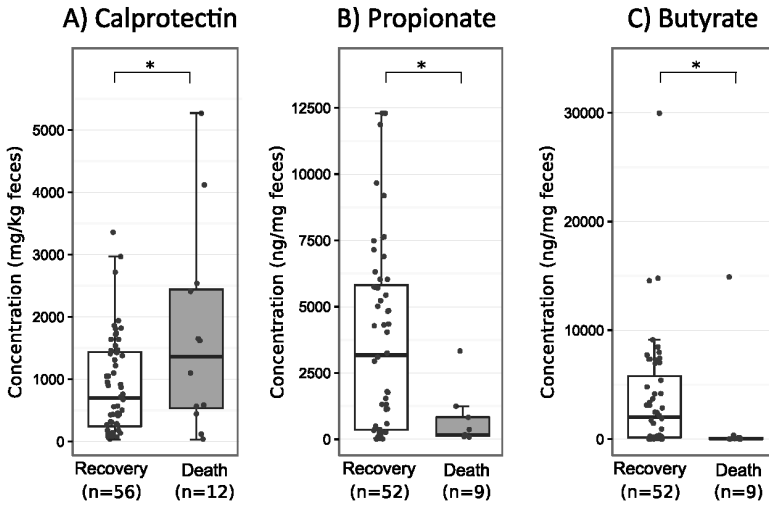 A) Calprotectin
Concentration (mg/kg feces)
5000
4000
3000
2000
1000
0
*
Recovery
(n=56)
Death
(n=12)
B) Propionate
Concentration (ng/mg feces)
12500
10000
7500
5000
2500
0
*
Recovery
(n=52)
Death
(n=9)
C) Butyrate
Concentration (ng/mg feces)
30000
20000
10000
0
*
Recovery
(n=52)
Death
(n=9)